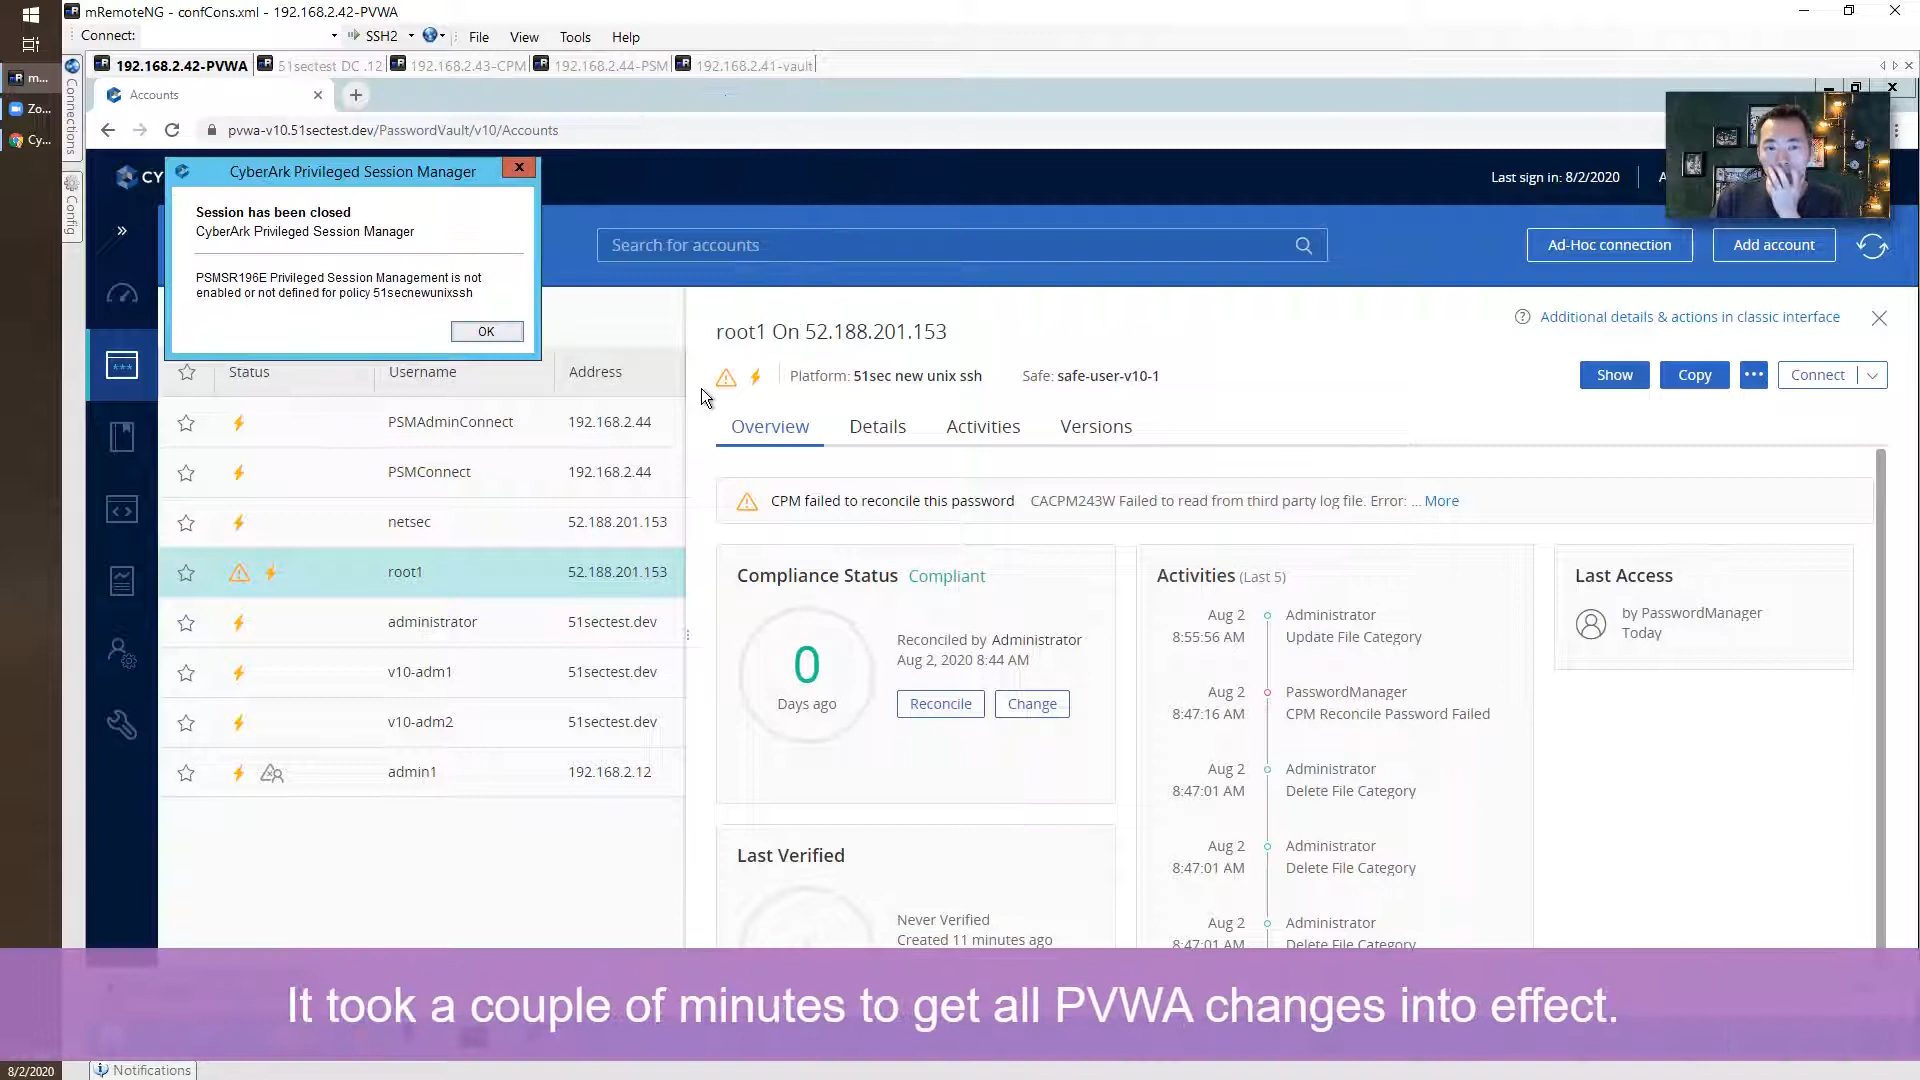 mRemoteNG - confCons.xml - 192.168.2.42-PVWA
Connect:
SSH2
File
View
Tools
Help
m...
Zo...
Cy...
Connections
Config
192.168.2.42-PVWA
51sectest DC .12
192.168.2.43-CPM
192.168.2.44-PSM
192.168.2.41-vault
Accounts
pvwa-v10.51sectest.dev/PasswordVault/v10/Accounts
CY
Last sign in: 8/2/2020
A
CyberArk Privileged Session Manager
Session has been closed
CyberArk Privileged Session Manager
PSMSR196E Privileged Session Management is not
enabled or not defined for policy 51secnewunixssh
OK
Search for accounts
Ad-Hoc connection
Add account
Status
Username
Address
PSMAdminConnect
192.168.2.44
PSMConnect
192.168.2.44
netsec
52.188.201.153
root1
52.188.201.153
administrator
51sectest.dev
v10-adm1
51sectest.dev
v10-adm2
51sectest.dev
admin1
192.168.2.12
root1 On 52.188.201.153
Additional details & actions in classic interface
Platform: 51sec new unix ssh
Safe: safe-user-v10-1
Show
Copy
Connect
Overview
Details
Activities
Versions
CPM failed to reconcile this password
CACPM243W Failed to read from third party log file. Error: ... More
Compliance Status Compliant
0
Days ago
Reconciled by Administrator
Aug 2, 2020 8:44 AM
Reconcile
Change
Last Verified
Never Verified
Created 11 minutes ago
Activities (Last 5)
Aug 2
8:55:56 AM
Administrator
Update File Category
Aug 2
8:47:16 AM
PasswordManager
CPM Reconcile Password Failed
Aug 2
8:47:01 AM
Administrator
Delete File Category
Aug 2
8:47:01 AM
Administrator
Delete File Category
Aug 2
8:47:01 AM
Administrator
Delete File Category
Last Access
by PasswordManager
Today
It took a couple of minutes to get all PVWA changes into effect.
8/2/2020
Notifications